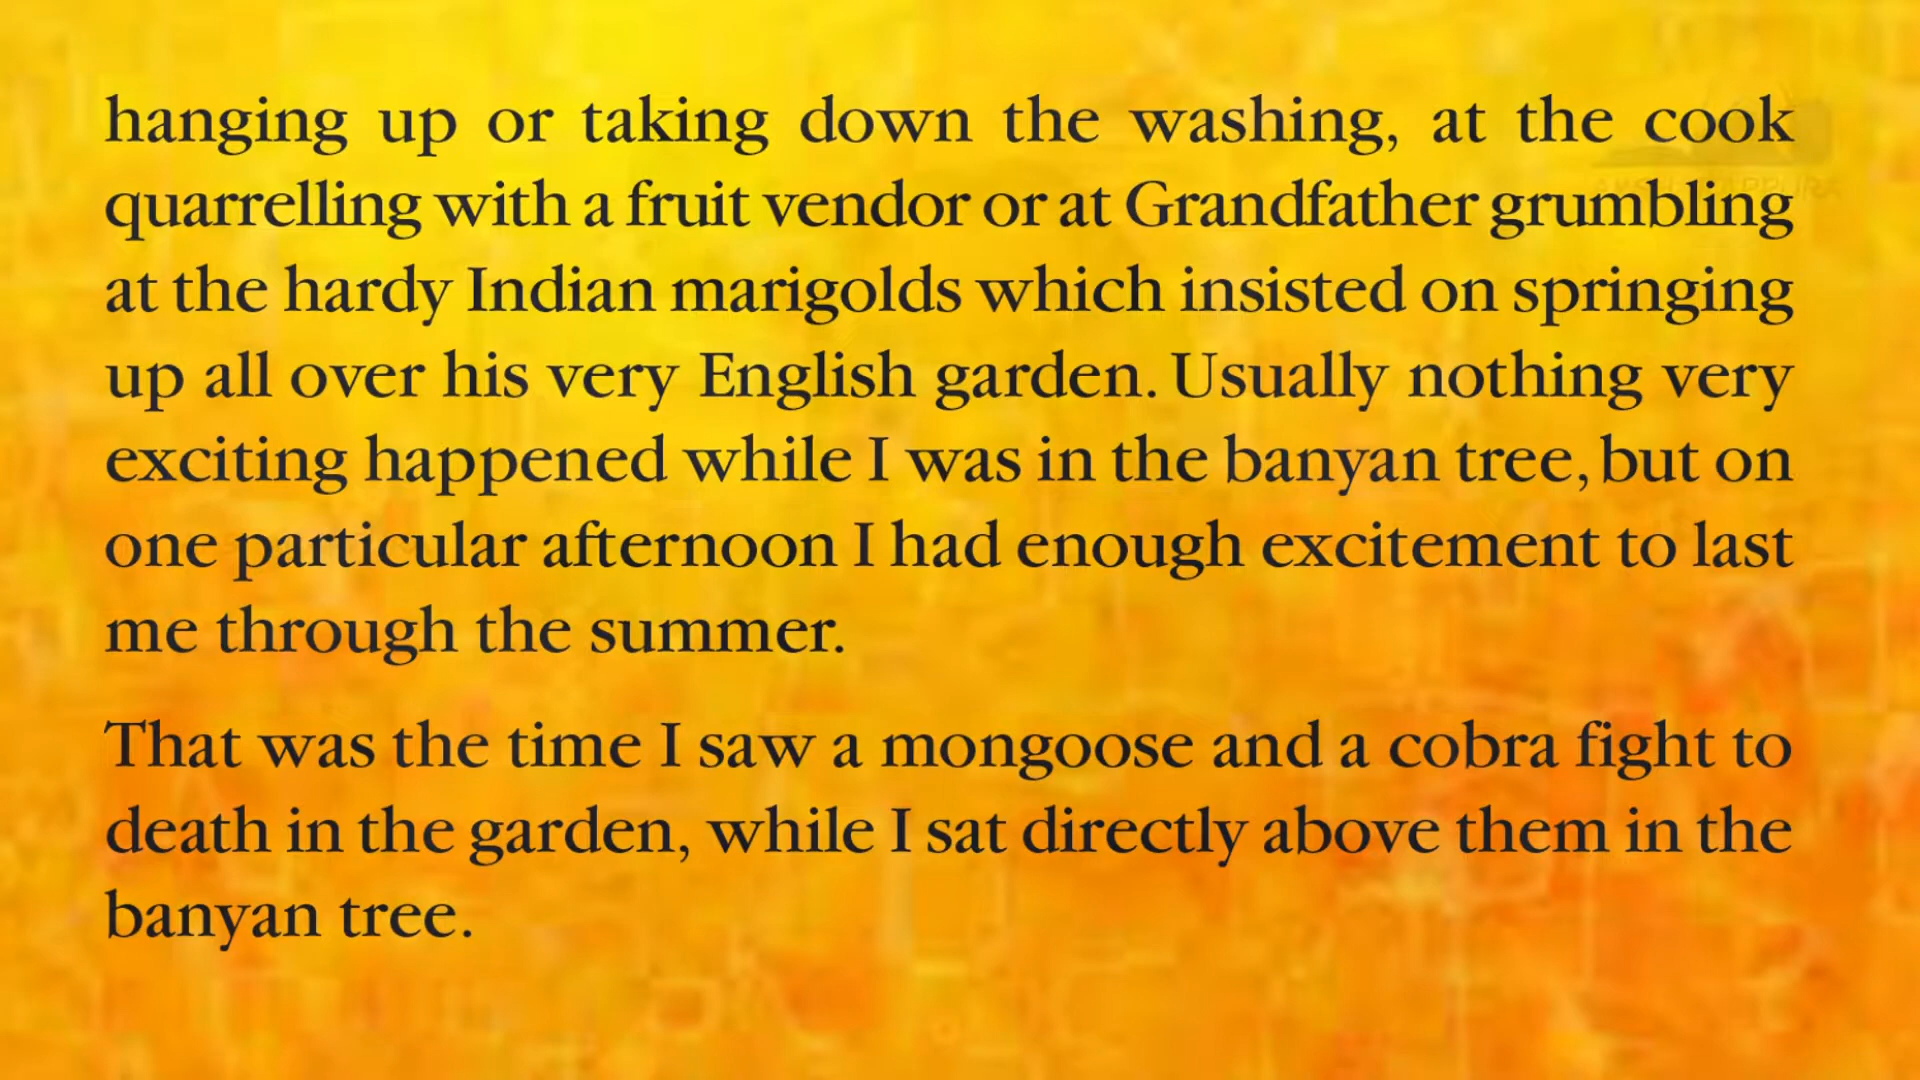 hanging up or taking down the washing, at the cook
quarrelling with a fruit vendor or at Grandfather grumbling
at the hardy Indian marigolds which insisted on springing
up all over his very English garden. Usually nothing very
exciting happened while I was in the banyan tree, but on
one particular afternoon I had enough excitement to last
me through the summer.
That was the time I saw a mongoose and a cobra fight to
death in the garden, while I sat directly above them in the
banyan tree.